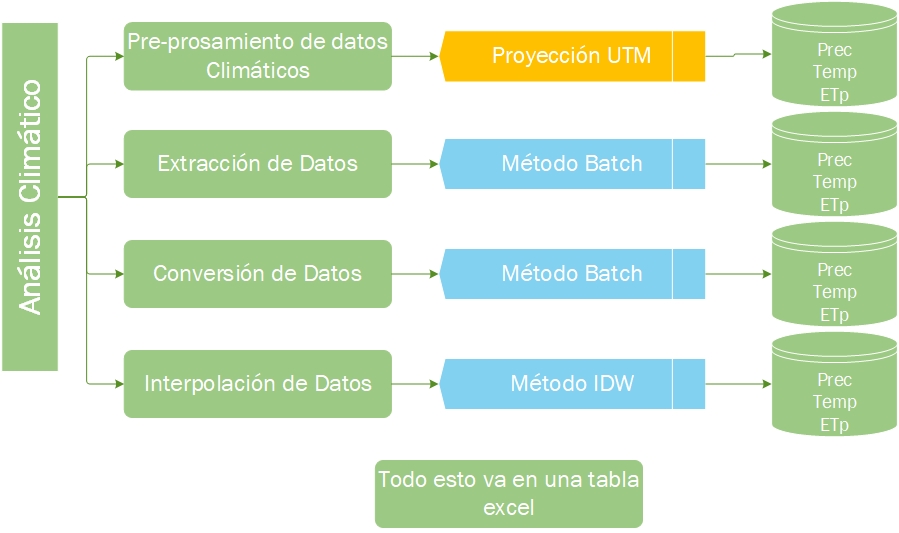 Análisis Climático
Pre-prosamiento de datos
Climáticos
Proyección UTM
Prec
Temp
ETp
Extracción de Datos
Método Batch
Prec
Temp
ETp
Conversión de Datos
Método Batch
Prec
Temp
ETp
Interpolación de Datos
Método IDW
Prec
Temp
ETp
Todo esto va en una tabla
excel